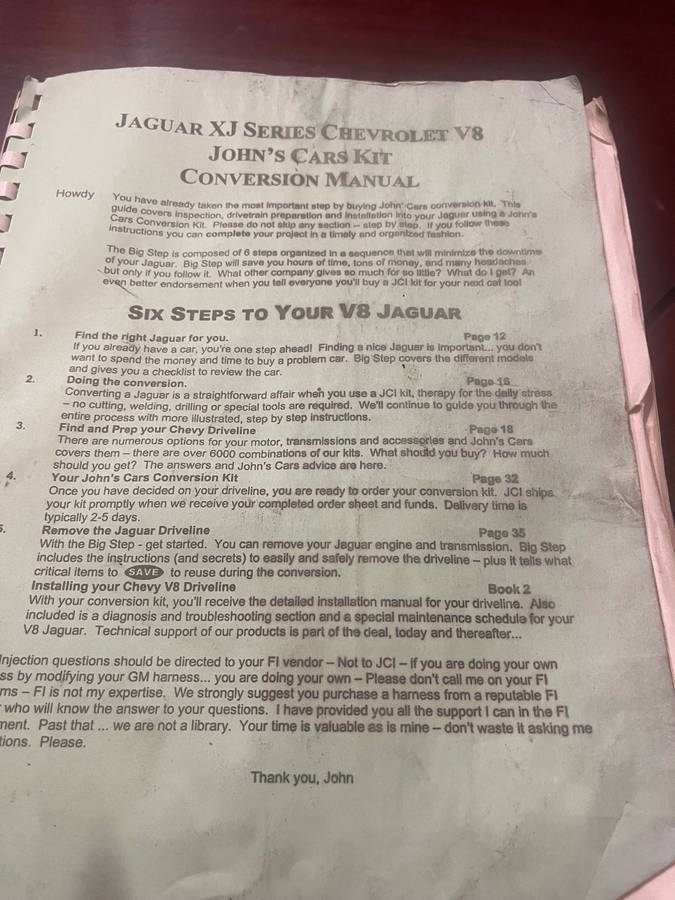 JAGUAR XJ SERIES CHEVROLET V8
JOHN'S CARS KIT
CONVERSION MANUAL
Howdy You have already taken the most important step by buying John' Cars conversion kit. This
guide covers inspection, drivetrain preparation and installation into your Jaguar using a John's
Cars Conversion Kit. Please do not skip any section – step by step. If you follow these
instructions you can complete your project in a timely and organized fashion.
The Big Step is composed of 6 steps organized in a sequence that will minimize the downtime
of your Jaguar. Big Step will save you hours of time, tons of money, and many headaches
but only if you follow it. What other company gives so much for so little? What do I get? An
even better endorsement when you tell everyone you'll buy a JCI kit for your next cat too!
SIX STEPS TO YOUR V8 JAGUAR
1. Find the right Jaguar for you. Page 12
If you already have a car, you're one step ahead! Finding a nice Jaguar is important... you don't
want to spend the money and time to buy a problem car. Big Step covers the different models
and gives you a checklist to review the car.
2. Doing the conversion. Page 16
Converting a Jaguar is a straightforward affair when you use a JCI kit, therapy for the daily stress
– no cutting, welding, drilling or special tools are required. We'll continue to guide you through the
entire process with more illustrated, step by step instructions.
3. Find and Prep your Chevy Driveline Page 18
There are numerous options for your motor, transmissions and accessories and John's Cars
covers them – there are over 6000 combinations of our kits. What should you buy? How much
should you get? The answers and John's Cars advice are here.
4. Your John's Cars Conversion Kit Page 32
Once you have decided on your driveline, you are ready to order your conversion kit. JCI ships
your kit promptly when we receive your completed order sheet and funds. Delivery time is
typically 2-5 days.
5. Remove the Jaguar Driveline Page 35
With the Big Step - get started. You can remove your Jaguar engine and transmission. Big Step
includes the instructions (and secrets) to easily and safely remove the driveline – plus it tells what
critical items to SAVE to reuse during the conversion.
Installing your Chevy V8 Driveline Book 2
With your conversion kit, you'll receive the detailed installation manual for your driveline. Also
included is a diagnosis and troubleshooting section and a special maintenance schedule for your
V8 Jaguar. Technical support of our products is part of the deal, today and thereafter...
Injection questions should be directed to your FI vendor – Not to JCI – If you are doing your own
ss by modifying your GM harness... you are doing your own – Please don't call me on your FI
ms – FI is not my expertise. We strongly suggest you purchase a harness from a reputable FI
who will know the answer to your questions. I have provided you all the support I can in the FI
ment. Past that ... we are not a library. Your time is valuable as is mine – don't waste it asking me
tions. Please.
Thank you, John